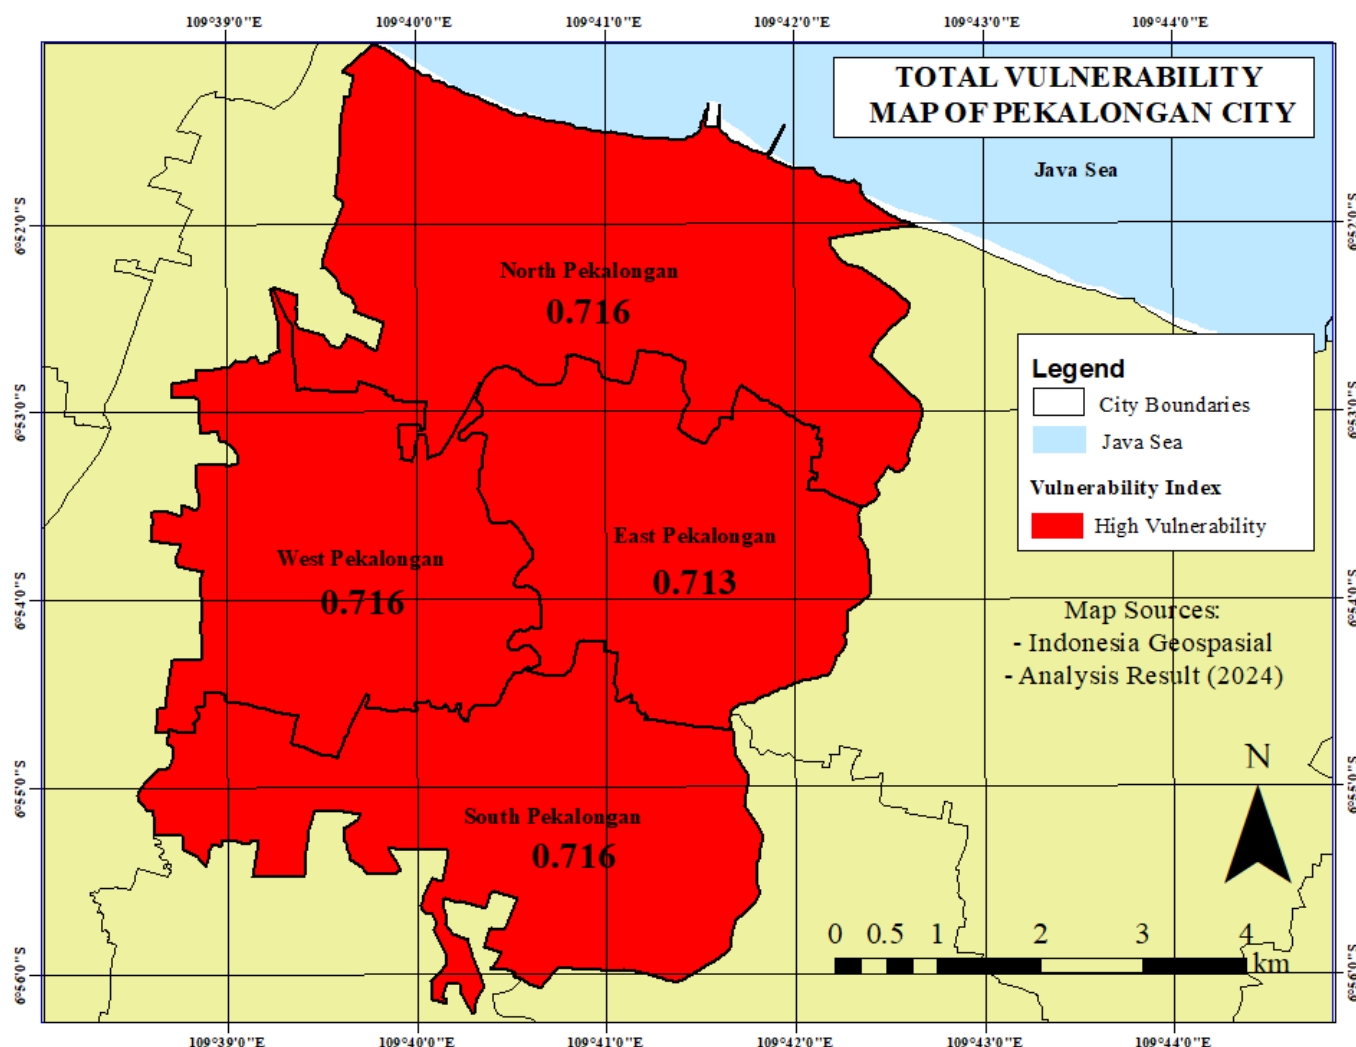 109°39'0"E 109°40'0"E 109°41'0"E 109°42'0"E 109°43'0"E 109°44'0"E
TOTAL VULNERABILITY
MAP OF PEKALONGAN CITY
Java Sea
6°52'0"S 6°52'0"S
North Pekalongan
0.716
Legend
City Boundaries
Java Sea
Vulnerability Index
High Vulnerability
6°53'0"S 6°53'0"S
East Pekalongan
0.713
West Pekalongan
0.716
6°54'0"S 6°54'0"S
Map Sources:
- Indonesia Geospasial
- Analysis Result (2024)
N
6°55'0"S 6°55'0"S
South Pekalongan
0.716
0 0.5 1 2 3 4
km
6°56'0"S 6°56'0"S
109°39'0"E 109°40'0"E 109°41'0"E 109°42'0"E 109°43'0"E 109°44'0"E